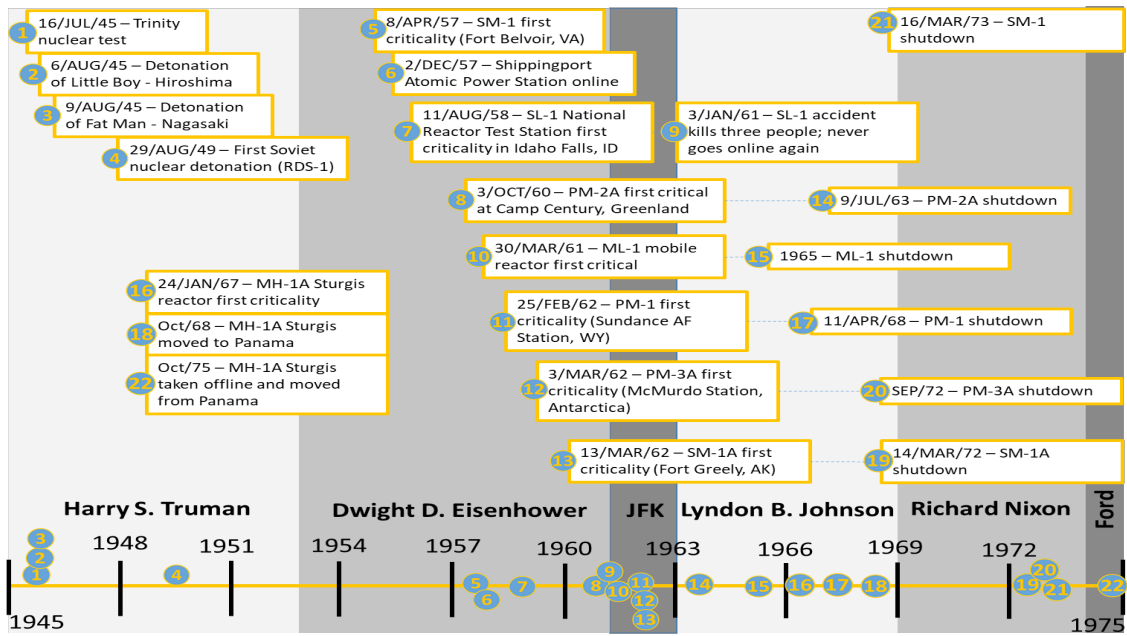 1
16/JUL/45 – Trinity
nuclear test
2
6/AUG/45 – Detonation
of Little Boy - Hiroshima
3
9/AUG/45 – Detonation
of Fat Man - Nagasaki
4
29/AUG/49 – First Soviet
nuclear detonation (RDS-1)
5
8/APR/57 – SM-1 first
criticality (Fort Belvoir, VA)
6
2/DEC/57 – Shippingport
Atomic Power Station online
7
11/AUG/58 – SL-1 National
Reactor Test Station first
criticality in Idaho Falls, ID
9
3/JAN/61 – SL-1 accident
kills three people; never
goes online again
21
16/MAR/73 – SM-1
shutdown
8
3/OCT/60 – PM-2A first critical
at Camp Century, Greenland
14
9/JUL/63 – PM-2A shutdown
10
30/MAR/61 – ML-1 mobile
reactor first critical
15
1965 – ML-1 shutdown
16
24/JAN/67 – MH-1A Sturgis
reactor first criticality
18
Oct/68 – MH-1A Sturgis
moved to Panama
22
Oct/75 – MH-1A Sturgis
taken offline and moved
from Panama
11
25/FEB/62 – PM-1 first
criticality (Sundance AF
Station, WY)
17
11/APR/68 – PM-1 shutdown
12
3/MAR/62 – PM-3A first
criticality (McMurdo Station,
Antarctica)
20
SEP/72 – PM-3A shutdown
13
13/MAR/62 – SM-1A first
criticality (Fort Greely, AK)
19
14/MAR/72 – SM-1A
shutdown
Harry S. Truman
Dwight D. Eisenhower
JFK
Lyndon B. Johnson
Richard Nixon
Ford
1945
1948
1951
1954
1957
1960
1963
1966
1969
1972
1975
3
2
1
4
5
6
7
8
9
10
11
12
13
14
15
16
17
18
19
20
21
22